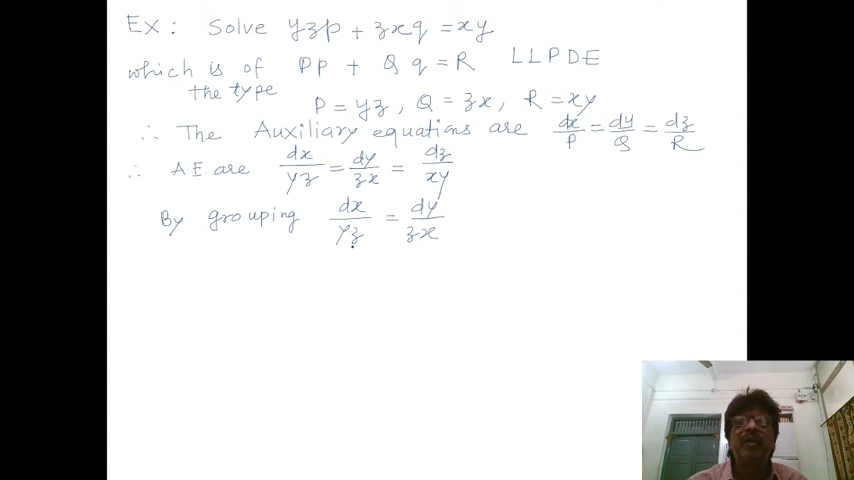 Ex: Solve yzp + zxq = xy
which is of the type Pp + Qq = R LLPDE
P = yz, Q = zx, R = xy
∴ The Auxiliary equations are dx/P = dy/Q = dz/R
∴ AE are dx/yz = dy/zx = dz/xy
By grouping dx/yz = dy/zx